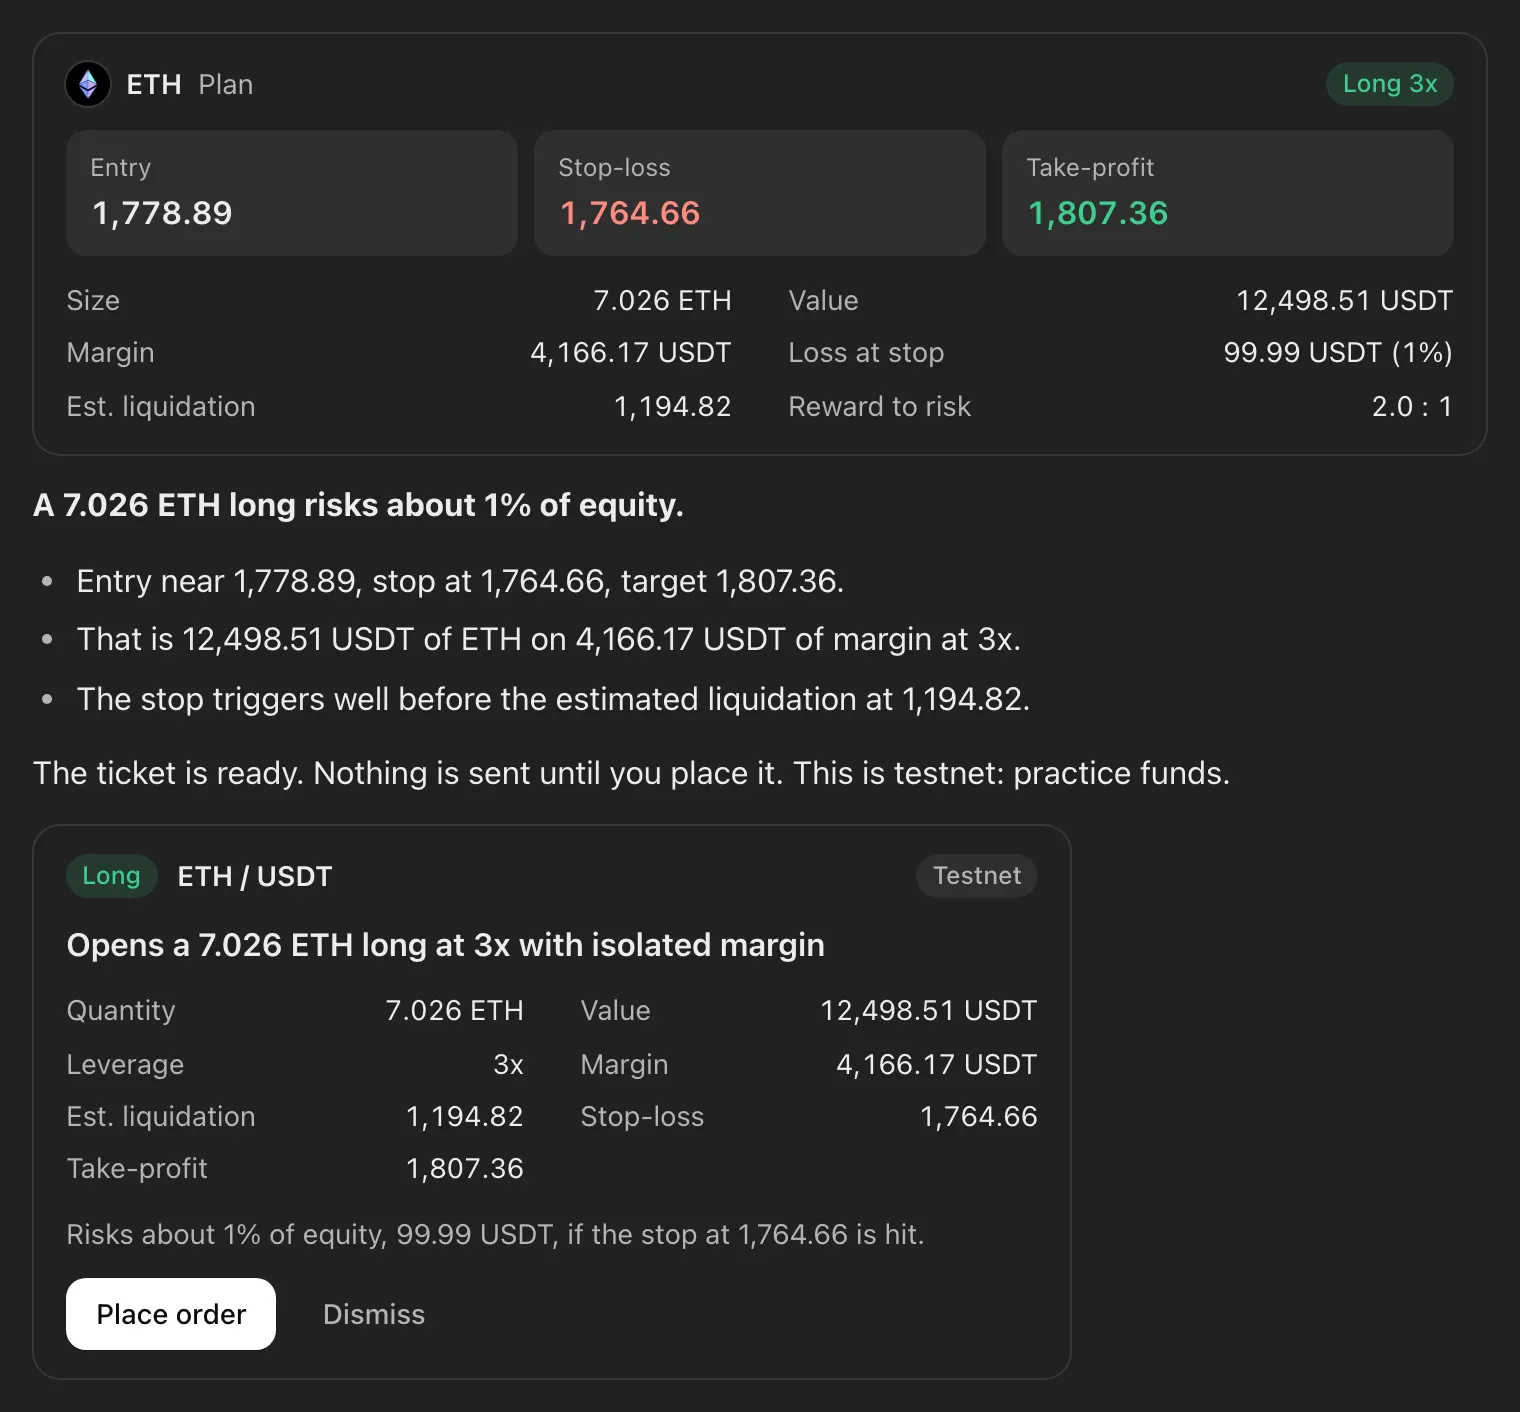 ETH Plan
Long 3x
Entry
1,778.89
Stop-loss
1,764.66
Take-profit
1,807.36
Size 7.026 ETH
Value 12,498.51 USDT
Margin 4,166.17 USDT
Loss at stop 99.99 USDT (1%)
Est. liquidation 1,194.82
Reward to risk 2.0 : 1
A 7.026 ETH long risks about 1% of equity.
• Entry near 1,778.89, stop at 1,764.66, target 1,807.36.
• That is 12,498.51 USDT of ETH on 4,166.17 USDT of margin at 3x.
• The stop triggers well before the estimated liquidation at 1,194.82.
The ticket is ready. Nothing is sent until you place it. This is testnet: practice funds.
Long ETH / USDT
Testnet
Opens a 7.026 ETH long at 3x with isolated margin
Quantity 7.026 ETH
Value 12,498.51 USDT
Leverage 3x
Margin 4,166.17 USDT
Est. liquidation 1,194.82
Stop-loss 1,764.66
Take-profit 1,807.36
Risks about 1% of equity, 99.99 USDT, if the stop at 1,764.66 is hit.
Place order
Dismiss